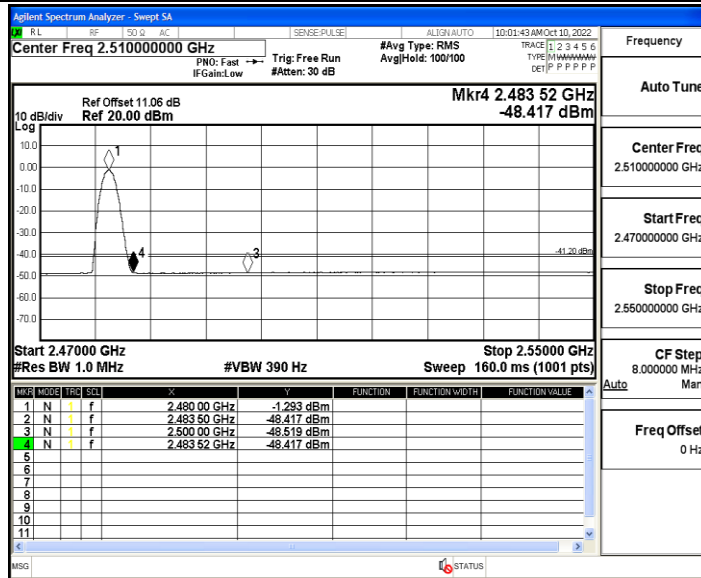 Agilent Spectrum Analyzer - Swept SA
RL RF 50 Ω AC SENSE:PULSE ALIGNAUTO 10:01:43 AM Oct 10, 2022
Center Freq 2.510000000 GHz
PNO: Fast
IFGain:Low
Trig: Free Run
#Atten: 30 dB
#Avg Type: RMS
Avg|Hold: 100/100
TRACE 1 2 3 4 5 6
TYPE MWWWWW
DET P P P P P P
Mkr4 2.483 52 GHz
-48.417 dBm
Ref Offset 11.06 dB
10 dB/div Ref 20.00 dBm
Log
10.0
0.00
-10.0
-20.0
-30.0
-40.0
-50.0
-60.0
-70.0
1
4
3
-41.20 dBm
Start 2.47000 GHz Stop 2.55000 GHz
#Res BW 1.0 MHz #VBW 390 Hz Sweep 160.0 ms (1001 pts)
MKR MODE TRC SCL X Y FUNCTION FUNCTION WIDTH FUNCTION VALUE
1 N 1 f 2.480 00 GHz -1.293 dBm
2 N 1 f 2.483 50 GHz -48.417 dBm
3 N 1 f 2.500 00 GHz -48.519 dBm
4 N 1 f 2.483 52 GHz -48.417 dBm
5
6
7
8
9
10
11
MSG STATUS
Frequency
Auto Tune
Center Freq
2.510000000 GHz
Start Freq
2.470000000 GHz
Stop Freq
2.550000000 GHz
CF Step
8.000000 MHz
Auto Man
Freq Offset
0 Hz